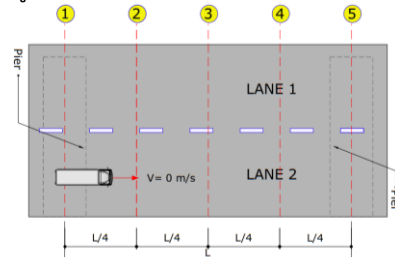 1 2 3 4 5
Pier
LANE 1
V= 0 m/s
LANE 2
Pier
L/4 L/4 L/4 L/4
L